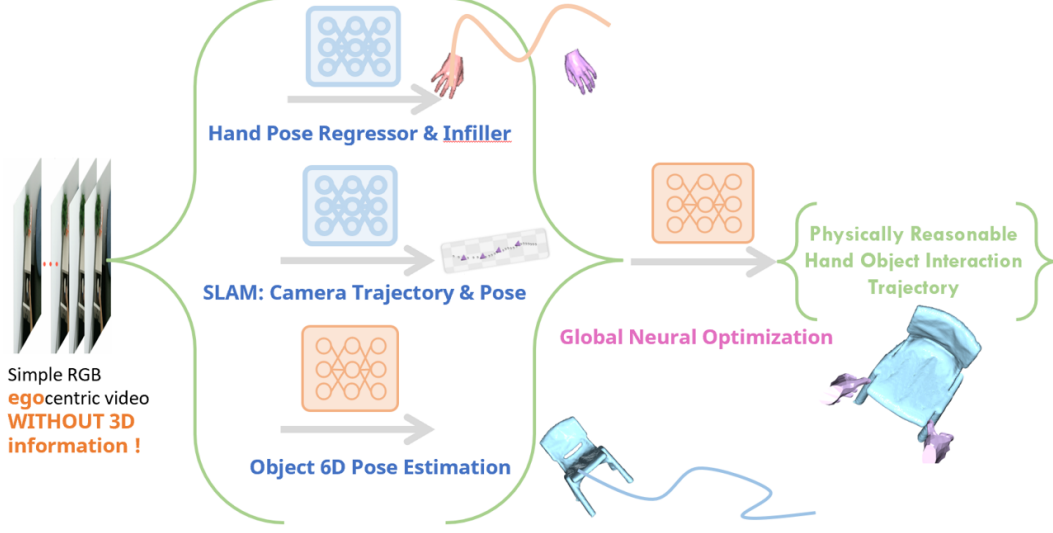 Hand Pose Regressor & Infiller
SLAM: Camera Trajectory & Pose
Object 6D Pose Estimation
Simple RGB
egocentric video
WITHOUT 3D
information !
Global Neural Optimization
Physically Reasonable
Hand Object Interaction
Trajectory